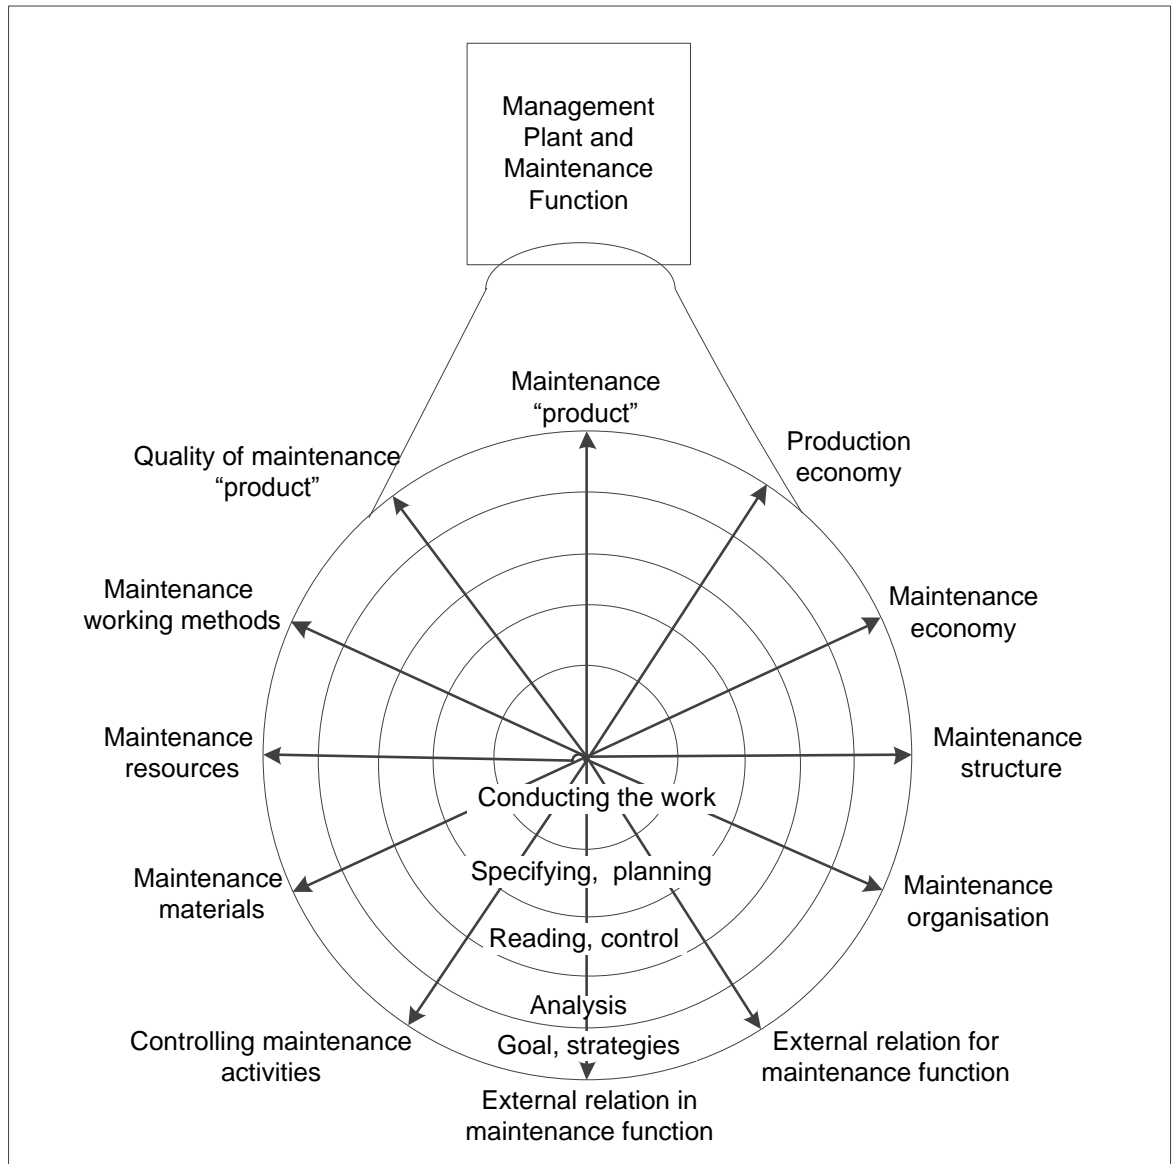 Management
Plant and
Maintenance
Function
Maintenance
“product”
Production
economy
Quality of maintenance
“product”
Maintenance
working methods
Maintenance
economy
Maintenance
resources
Maintenance
structure
Conducting the work
Specifying, planning
Maintenance
materials
Maintenance
organisation
Reading, control
Analysis
Goal, strategies
Controlling maintenance
activities
External relation for
maintenance function
External relation in
maintenance function